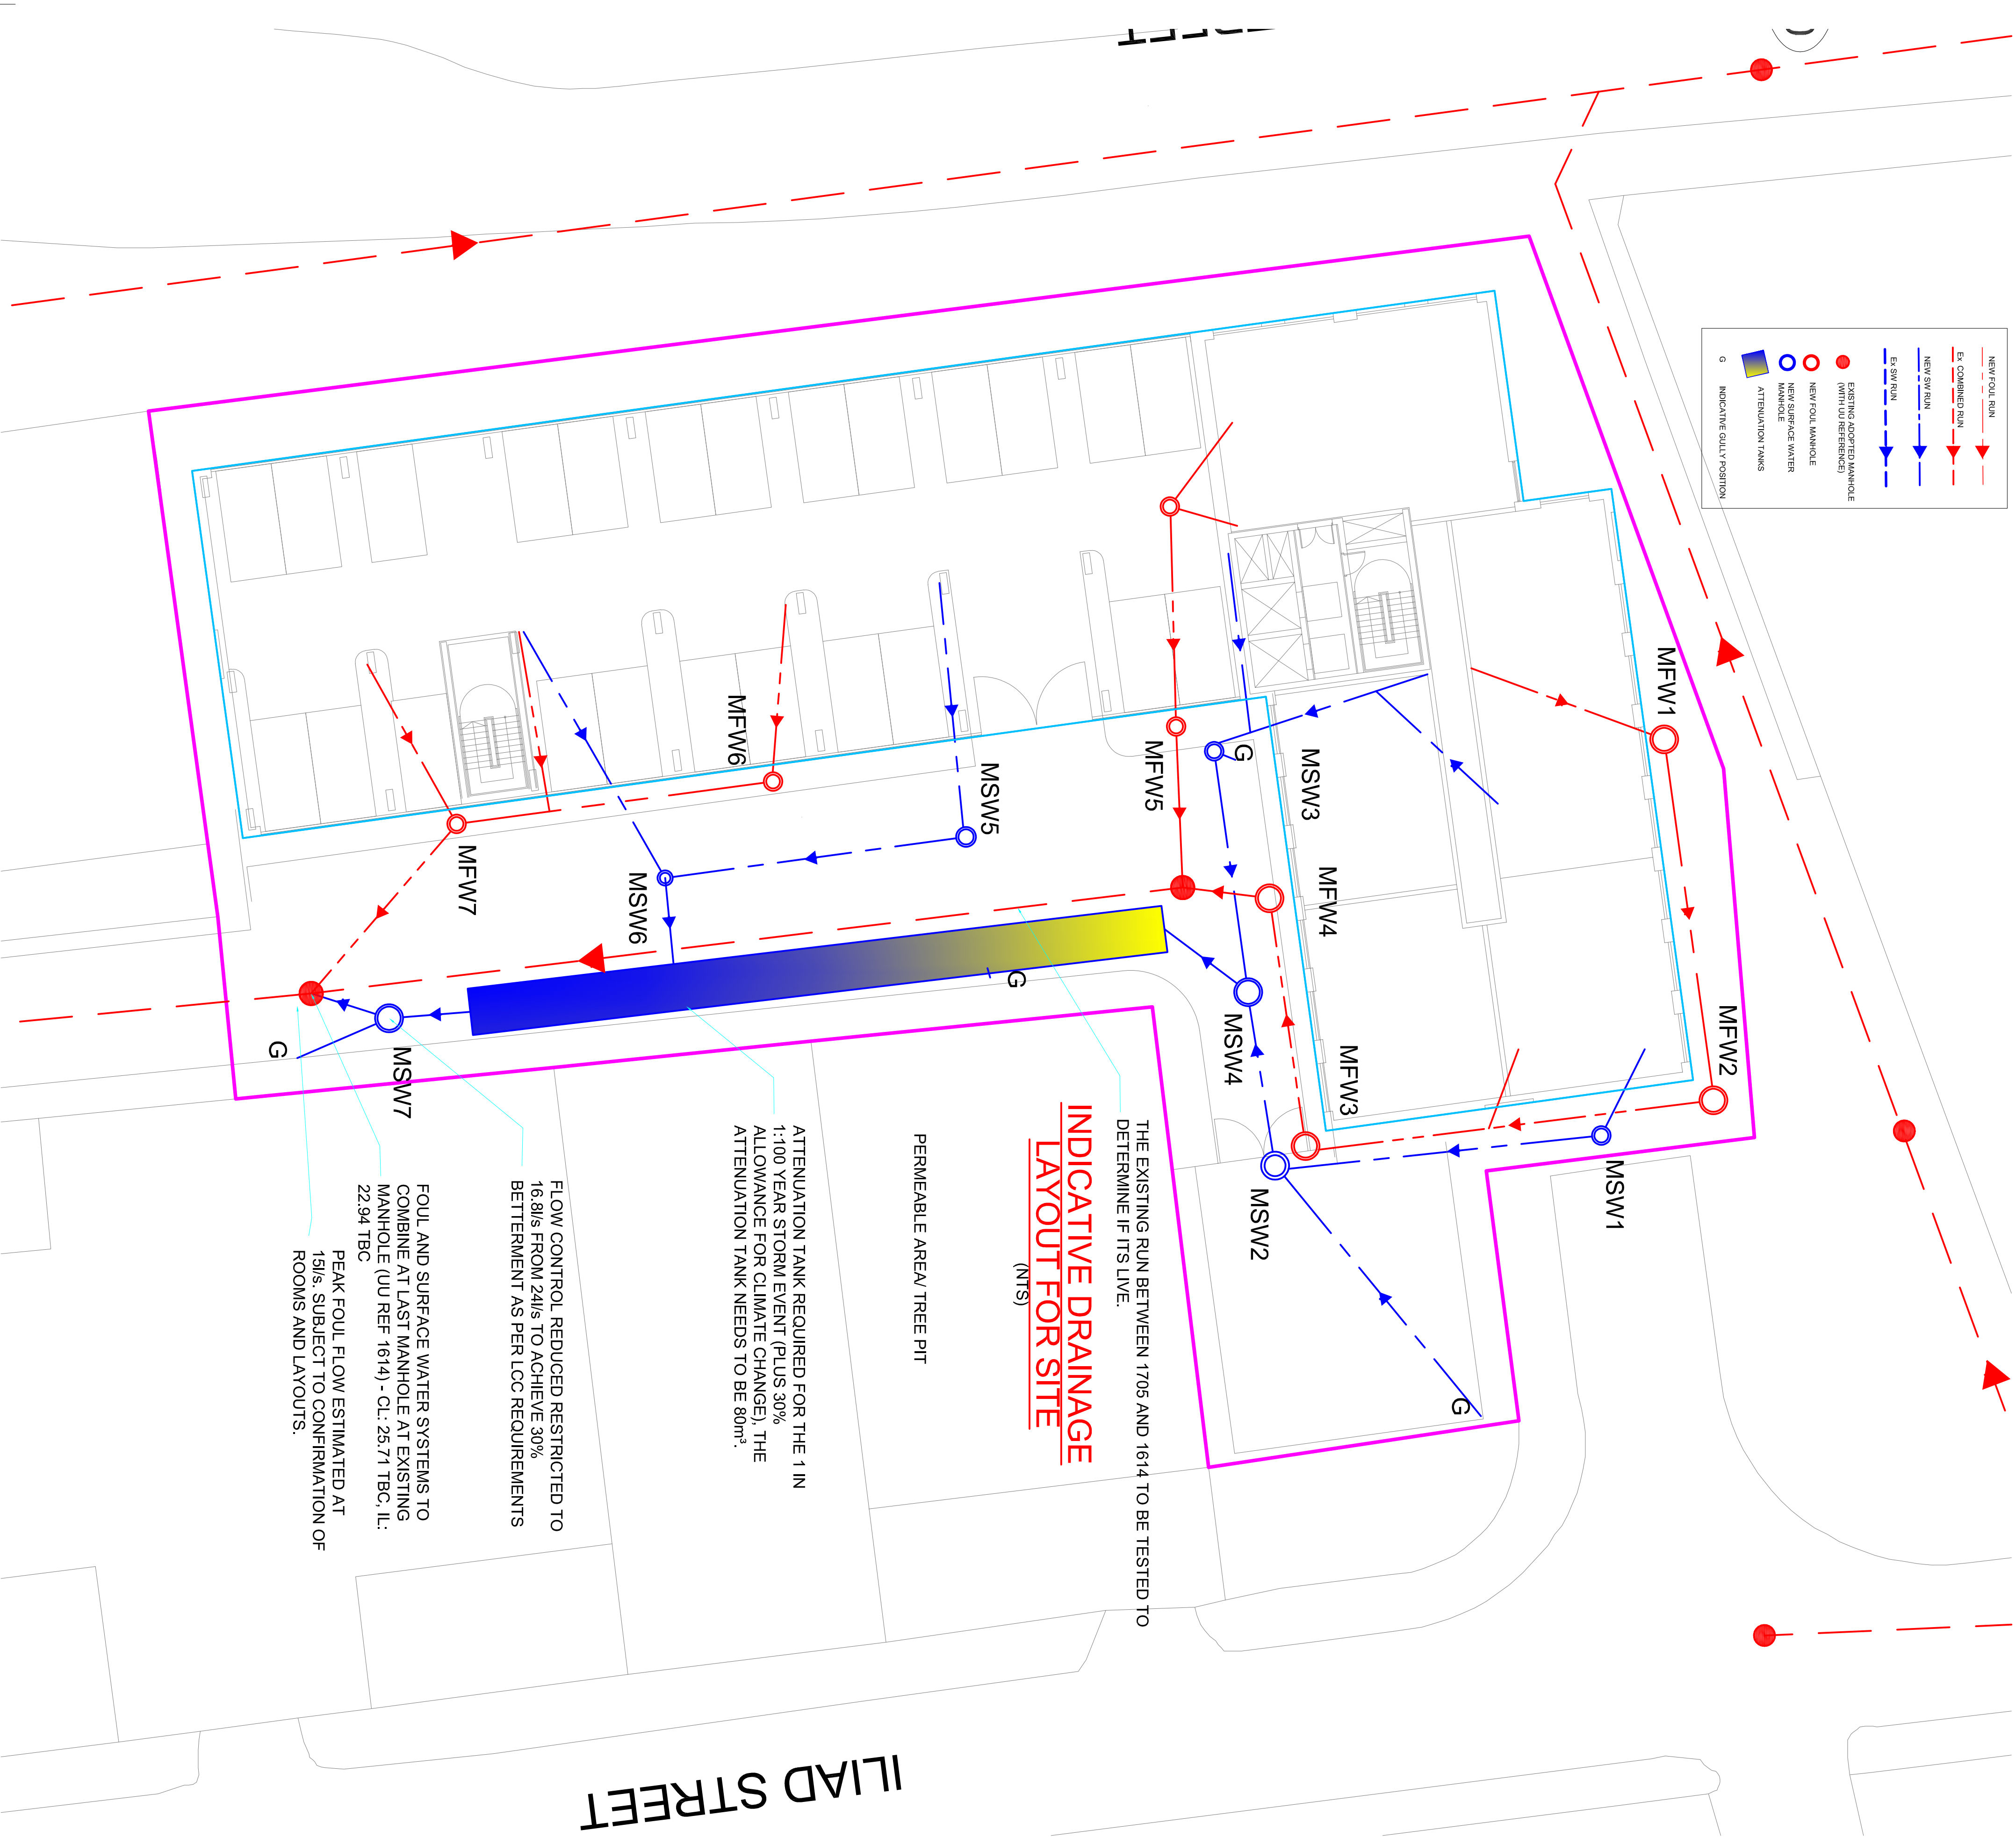 NEW FOUL RUN
Ex COMBINED RUN
NEW SW RUN
Ex SW RUN
EXISTING ADOPTED MANHOLE
(WITH UU REFERENCE)
NEW FOUL MANHOLE
NEW SURFACE WATER
MANHOLE
ATTENUATION TANKS
G INDICATIVE GULLY POSITION
MFW1
MFW2
MSW1
MFW3
MSW2
MFW4
MSW3
MSW4
MFW5
MSW5
MFW6
MSW6
MFW7
MSW7
G
G
G
G
THE EXISTING RUN BETWEEN 1705 AND 1614 TO BE TESTED TO
DETERMINE IF ITS LIVE.
INDICATIVE DRAINAGE
LAYOUT FOR SITE
(NTS)
PERMEABLE AREA/ TREE PIT
ATTENUATION TANK REQUIRED FOR THE 1 IN
1:100 YEAR STORM EVENT (PLUS 30%
ALLOWANCE FOR CLIMATE CHANGE), THE
ATTENUATION TANK NEEDS TO BE 80m³.
FLOW CONTROL REDUCED RESTRICTED TO
16.8l/s FROM 24l/s TO ACHIEVE 30%
BETTERMENT AS PER LCC REQUIREMENTS
FOUL AND SURFACE WATER SYSTEMS TO
COMBINE AT LAST MANHOLE AT EXISTING
MANHOLE (UU REF 1614) - CL: 25.71 TBC, IL:
22.94 TBC
PEAK FOUL FLOW ESTIMATED AT
15l/s. SUBJECT TO CONFIRMATION OF
ROOMS AND LAYOUTS.
ILIAD STREET